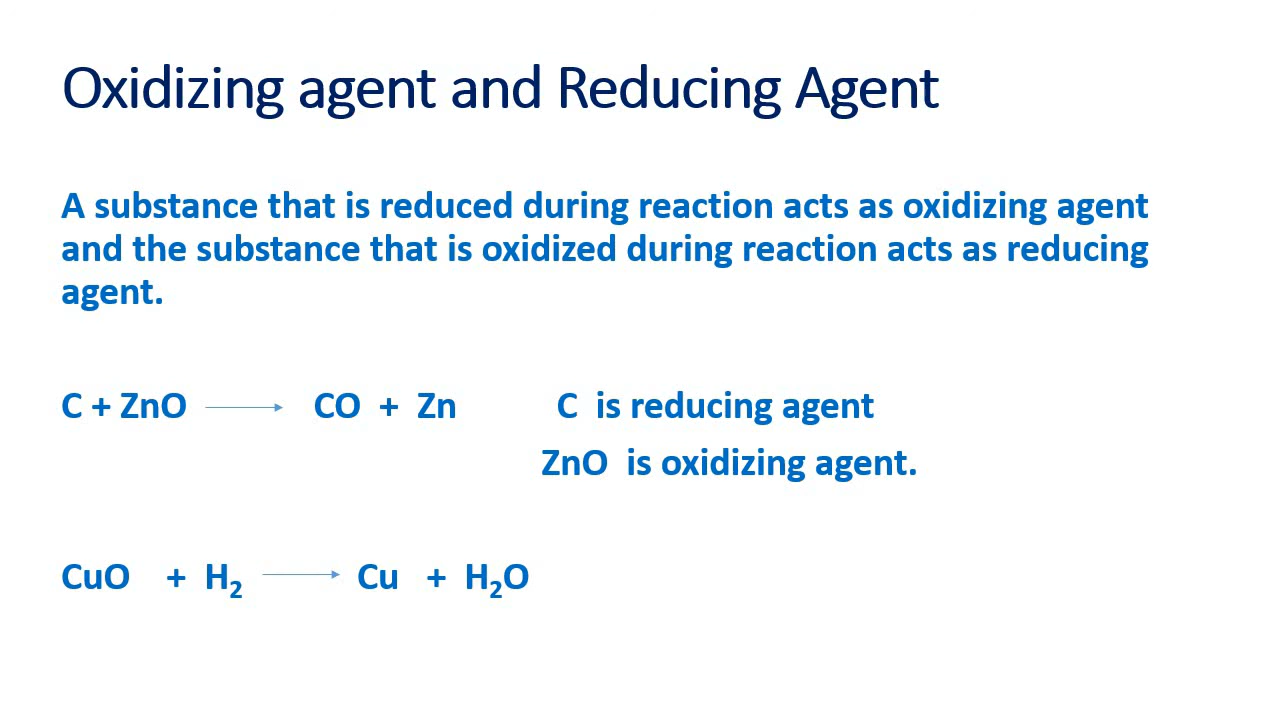 Oxidizing agent and Reducing Agent
A substance that is reduced during reaction acts as oxidizing agent
and the substance that is oxidized during reaction acts as reducing
agent.
C + ZnO ⟶ CO + Zn C is reducing agent
ZnO is oxidizing agent.
CuO + H₂ ⟶ Cu + H₂O